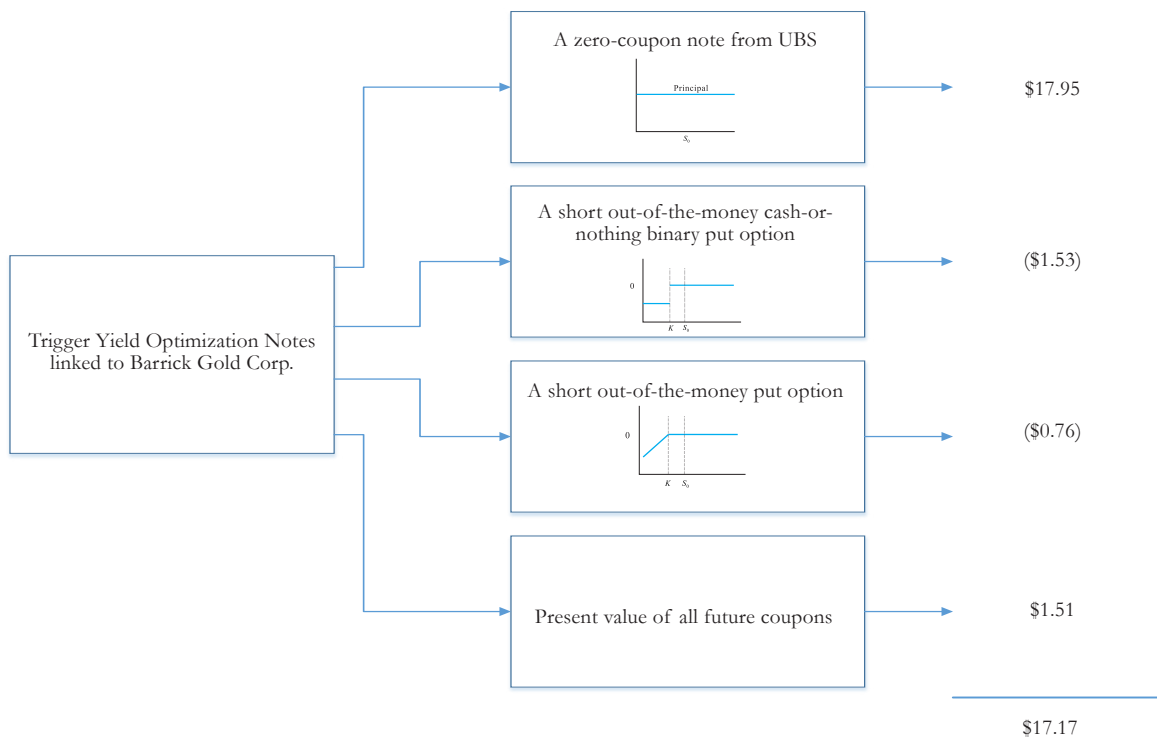 A zero-coupon note from UBS
Principal
S₀
$17.95
A short out-of-the-money cash-or-
nothing binary put option
0
K
S₀
($1.53)
Trigger Yield Optimization Notes
linked to Barrick Gold Corp.
A short out-of-the-money put option
0
K
S₀
($0.76)
Present value of all future coupons
$1.51
$17.17